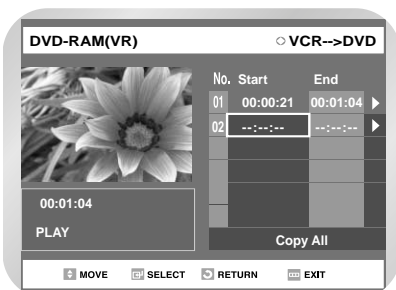 DVD-RAM(VR) VCR-->DVD
No. Start End
01 00:00:21 00:01:04
02 --:--:-- --:--:--
00:01:04
PLAY
Copy All
MOVE SELECT RETURN EXIT